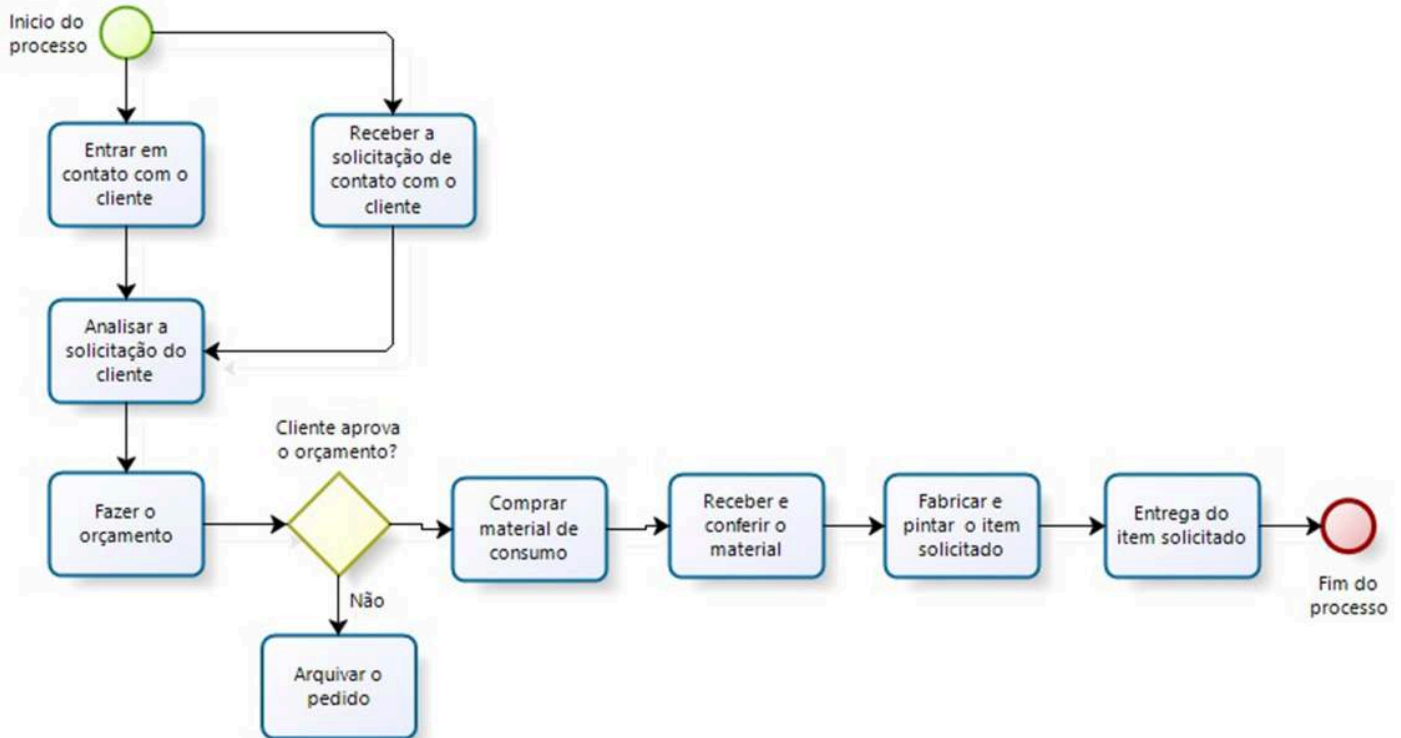 Inicio do
processo
Entrar em
contato com o
cliente
Receber a
solicitação de
contato com o
cliente
Analisar a
solicitação do
cliente
Fazer o
orçamento
Cliente aprova
o orçamento?
Não
Arquivar o
pedido
Comprar
material de
consumo
Receber e
conferir o
material
Fabricar e
pintar o item
solicitado
Entrega do
item solicitado
Fim do
processo